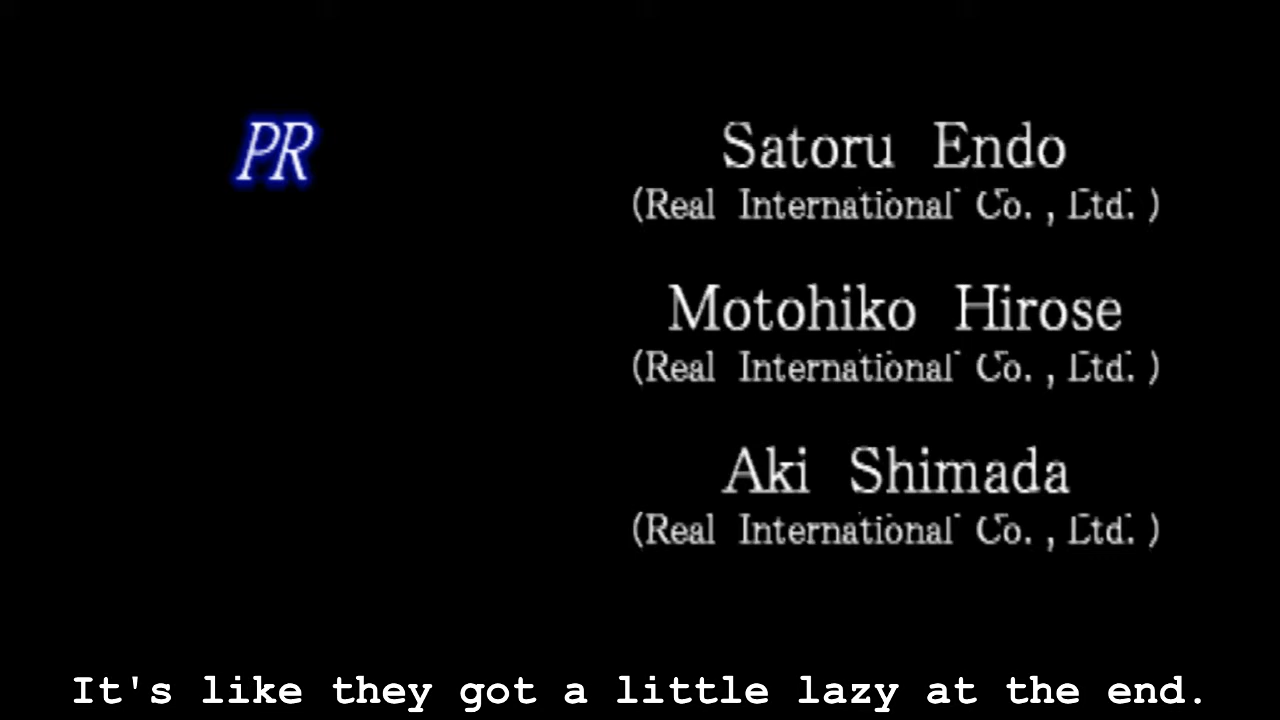 PR
Satoru Endo
(Real International Co., Ltd.)
Motohiko Hirose
(Real International Co., Ltd.)
Aki Shimada
(Real International Co., Ltd.)
It's like they got a little lazy at the end.